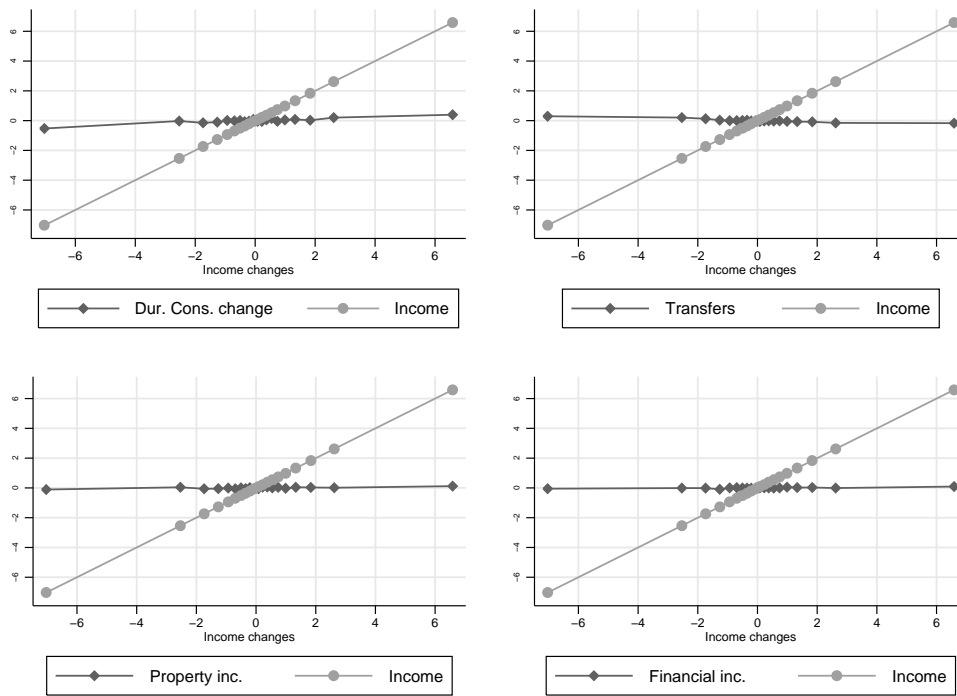 6
4
2
0
−2
−4
−6
−6 −4 −2 0 2 4 6
Income changes
Dur. Cons. change Income
6
4
2
0
−2
−4
−6
−6 −4 −2 0 2 4 6
Income changes
Transfers Income
6
4
2
0
−2
−4
−6
−6 −4 −2 0 2 4 6
Income changes
Property inc. Income
6
4
2
0
−2
−4
−6
−6 −4 −2 0 2 4 6
Income changes
Financial inc. Income